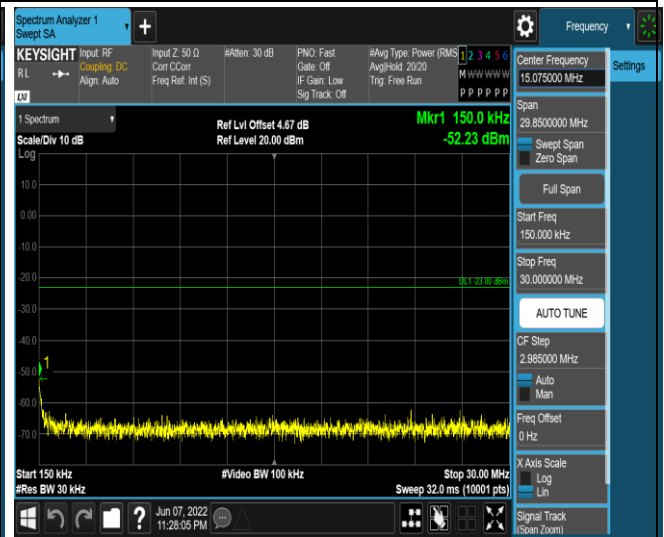 Spectrum Analyzer 1
Swept SA
+
Frequency
KEYSIGHT
RL
LXI
Input: RF
Coupling: DC
Align: Auto
Input Z: 50 Ω
Corr CCorr
Freq Ref: Int (S)
#Atten: 30 dB
PNO: Fast
Gate: Off
IF Gain: Low
Sig Track: Off
#Avg Type: Power (RMS
Avg|Hold: 20/20
Trig: Free Run
1 2 3 4 5 6
M W W W W W
P P P P P P
1 Spectrum
Scale/Div 10 dB
Log
Ref Lvl Offset 4.67 dB
Ref Level 20.00 dBm
Mkr1 150.0 kHz
-52.23 dBm
10.0
0.00
-10.0
-20.0
DL1 -23.00 dBm
-30.0
-40.0
1
-50.0
-60.0
-70.0
Start 150 kHz
#Video BW 100 kHz
Stop 30.00 MHz
#Res BW 30 kHz
Sweep 32.0 ms (10001 pts)
?
Jun 07, 2022
11:28:05 PM
Center Frequency
15.075000 MHz
Settings
Span
29.8500000 MHz
Swept Span
Zero Span
Full Span
Start Freq
150.000 kHz
Stop Freq
30.000000 MHz
AUTO TUNE
CF Step
2.985000 MHz
Auto
Man
Freq Offset
0 Hz
X Axis Scale
Log
Lin
Signal Track
(Span Zoom)